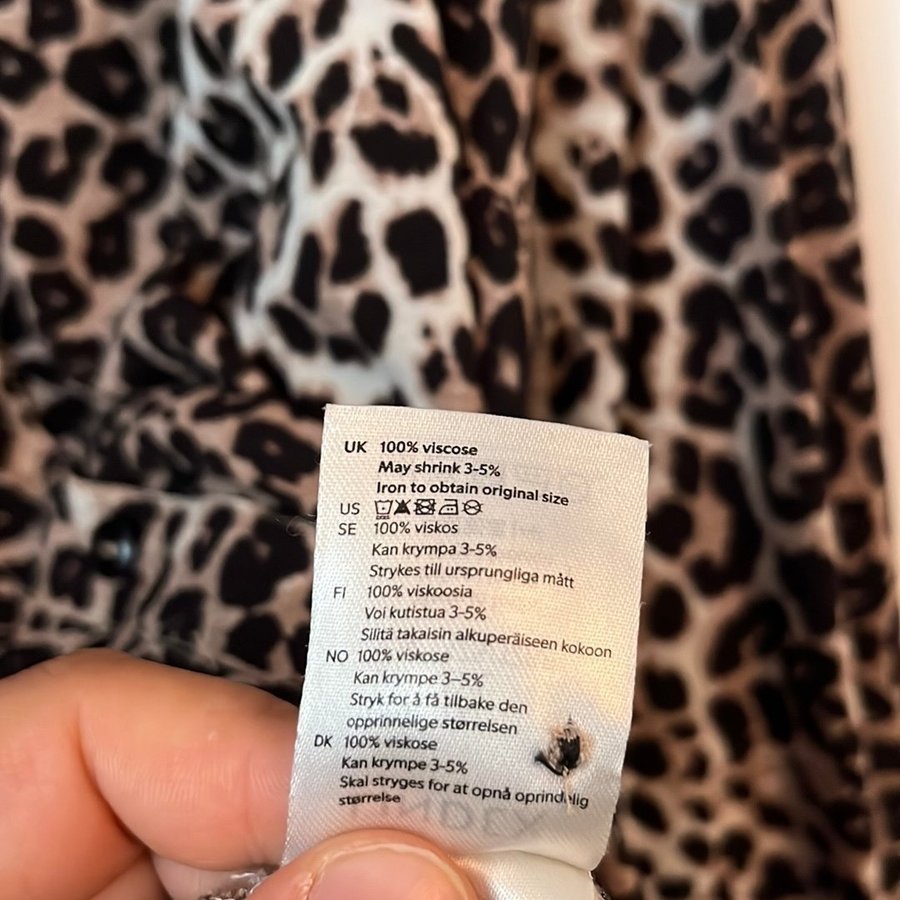 UK 100% viscose
May shrink 3-5%
Iron to obtain original size
US
SE 100% viskos
Kan krympa 3-5%
Strykes till ursprungliga mått
FI 100% viskoosia
Voi kutistua 3-5%
Silitä takaisin alkuperäiseen kokoon
NO 100% viskose
Kan krympe 3–5%
Stryk for å få tilbake den
opprinnelige størrelsen
DK 100% viskose
Kan krympe 3-5%
Skal stryges for at opnå oprindelig
størrelse